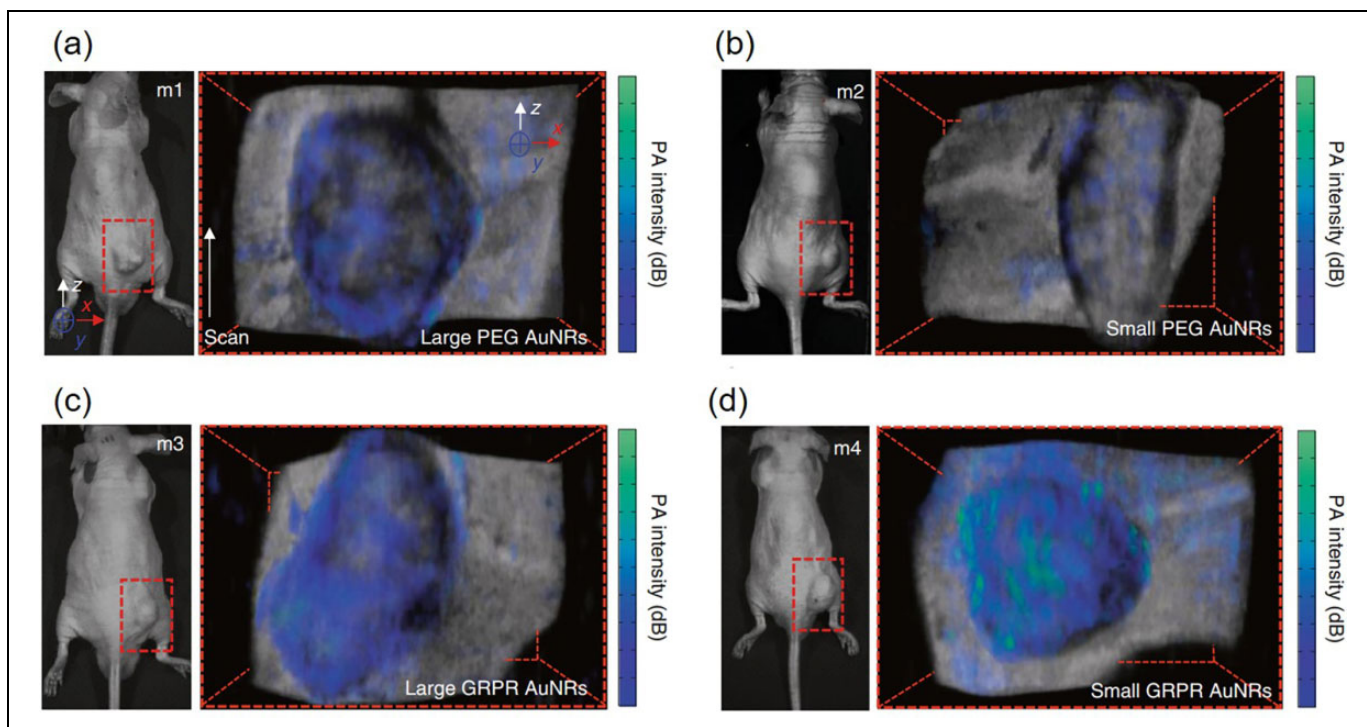 (a)
m1
z
x
y
z
x
y
Scan
Large PEG AuNRs
PA intensity (dB)
(b)
m2
Small PEG AuNRs
PA intensity (dB)
(c)
m3
Large GRPR AuNRs
PA intensity (dB)
(d)
m4
Small GRPR AuNRs
PA intensity (dB)